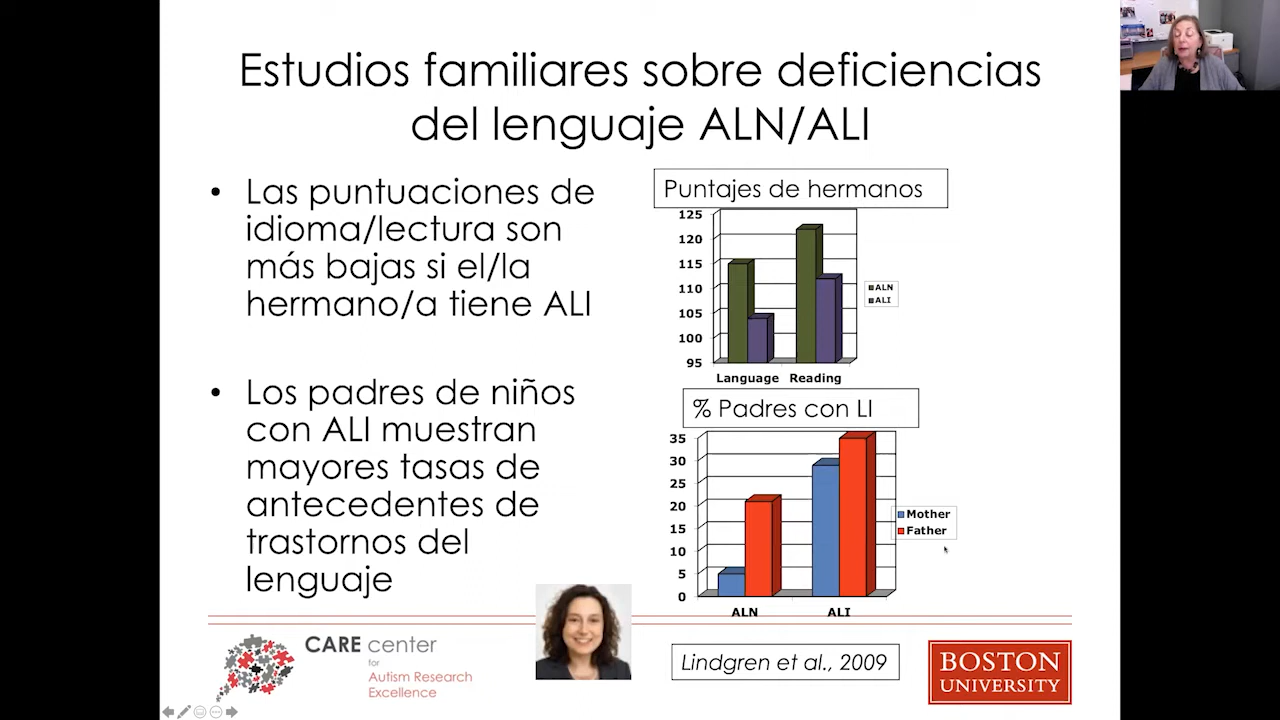 Estudios familiares sobre deficiencias
del lenguaje ALN/ALI
• Las puntuaciones de
idioma/lectura son
más bajas si el/la
hermano/a tiene ALI
• Los padres de niños
con ALI muestran
mayores tasas de
antecedentes de
trastornos del
lenguaje
Puntajes de hermanos
125
120
115
110
105
100
95
Language Reading
ALN
ALI
% Padres con LI
35
30
25
20
15
10
5
0
ALN ALI
Mother
Father
CARE center
for
Autism Research
Excellence
Lindgren et al., 2009
BOSTON
UNIVERSITY